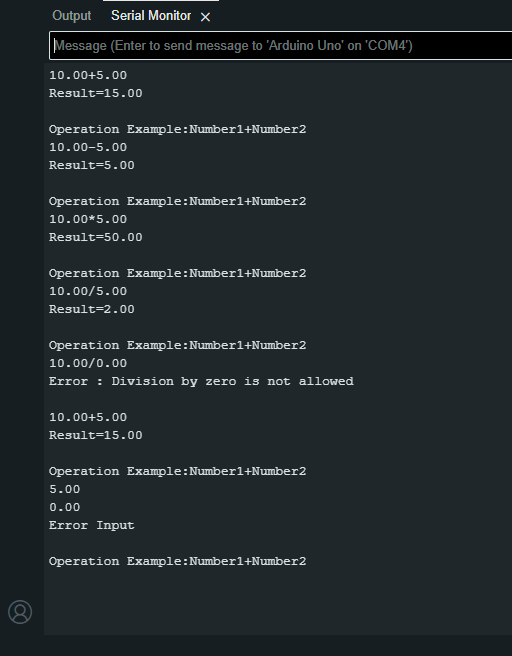 Output Serial Monitor ×
Message (Enter to send message to 'Arduino Uno' on 'COM4')
10.00+5.00
Result=15.00
Operation Example:Number1+Number2
10.00-5.00
Result=5.00
Operation Example:Number1+Number2
10.00*5.00
Result=50.00
Operation Example:Number1+Number2
10.00/5.00
Result=2.00
Operation Example:Number1+Number2
10.00/0.00
Error : Division by zero is not allowed
10.00+5.00
Result=15.00
Operation Example:Number1+Number2
5.00
0.00
Error Input
Operation Example:Number1+Number2